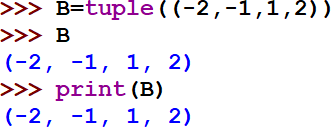 >>> B=tuple((-2,-1,1,2))
>>> B
(-2, -1, 1, 2)
>>> print(B)
(-2, -1, 1, 2)